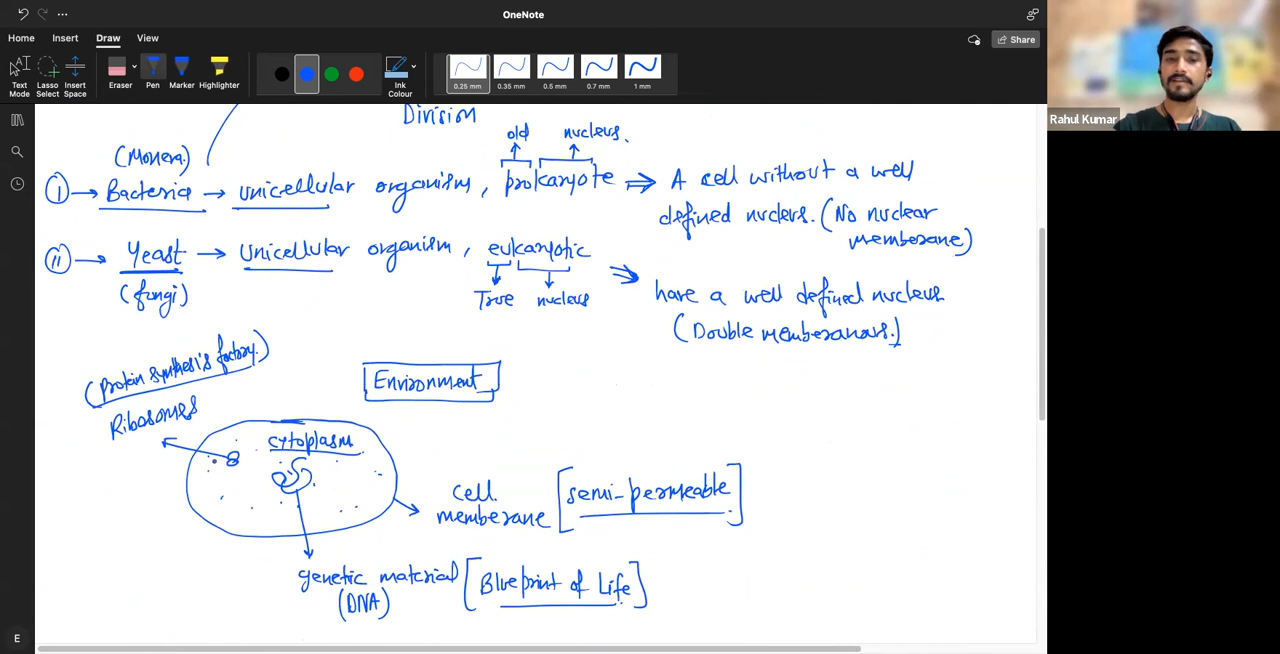 OneNote
Home Insert Draw View
Share
Text Mode
Lasso Select
Insert Space
Eraser
Pen
Marker
Highlighter
Ink Colour
0.25 mm
0.35 mm
0.5 mm
0.7 mm
1 mm
Rahul Kumar
Division
old nucleus.
(Monera)
I → Bacteria → unicellular organism, prokaryote ⇒ A cell without a well
defined nucleus. (No nuclear
memberane)
II → Yeast → unicellular organism, eukaryotic
(fungi)
True nucleus
have a well defined nucleus
(Double memberanous.)
(Protein synthesis factory.)
Ribosomes
Environment
cytoplasm
cell memberane [semi-permeable]
genetic material [Blueprint of Life]
(DNA)
E